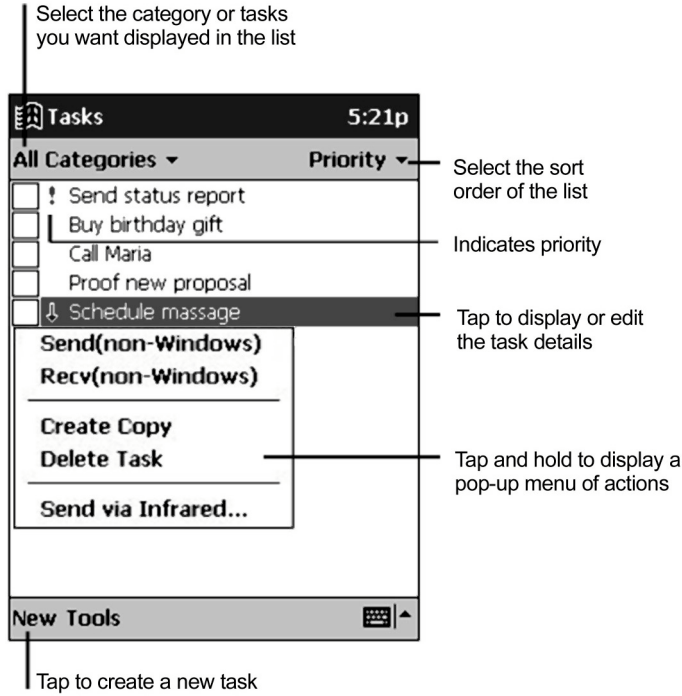 Select the category or tasks
you want displayed in the list
Tasks 5:21p
All Categories Priority
Select the sort
order of the list
! Send status report
Buy birthday gift
Indicates priority
Call Maria
Proof new proposal
Schedule massage
Tap to display or edit
the task details
Send(non-Windows)
Recv(non-Windows)
Create Copy
Delete Task
Tap and hold to display a
pop-up menu of actions
Send via Infrared...
New Tools
Tap to create a new task